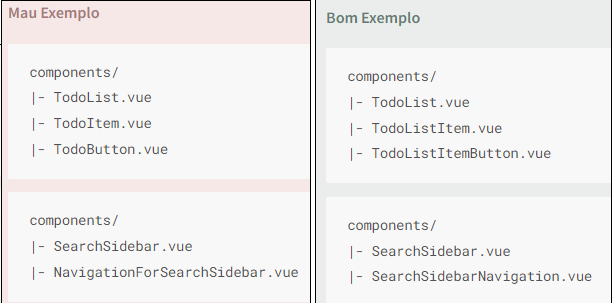 Mau Exemplo
components/
|- TodoList.vue
|- TodoItem.vue
|- TodoButton.vue
components/
|- SearchSidebar.vue
|- NavigationForSearchSidebar.vue
Bom Exemplo
components/
|- TodoList.vue
|- TodoListItem.vue
|- TodoListItemButton.vue
components/
|- SearchSidebar.vue
|- SearchSidebarNavigation.vue